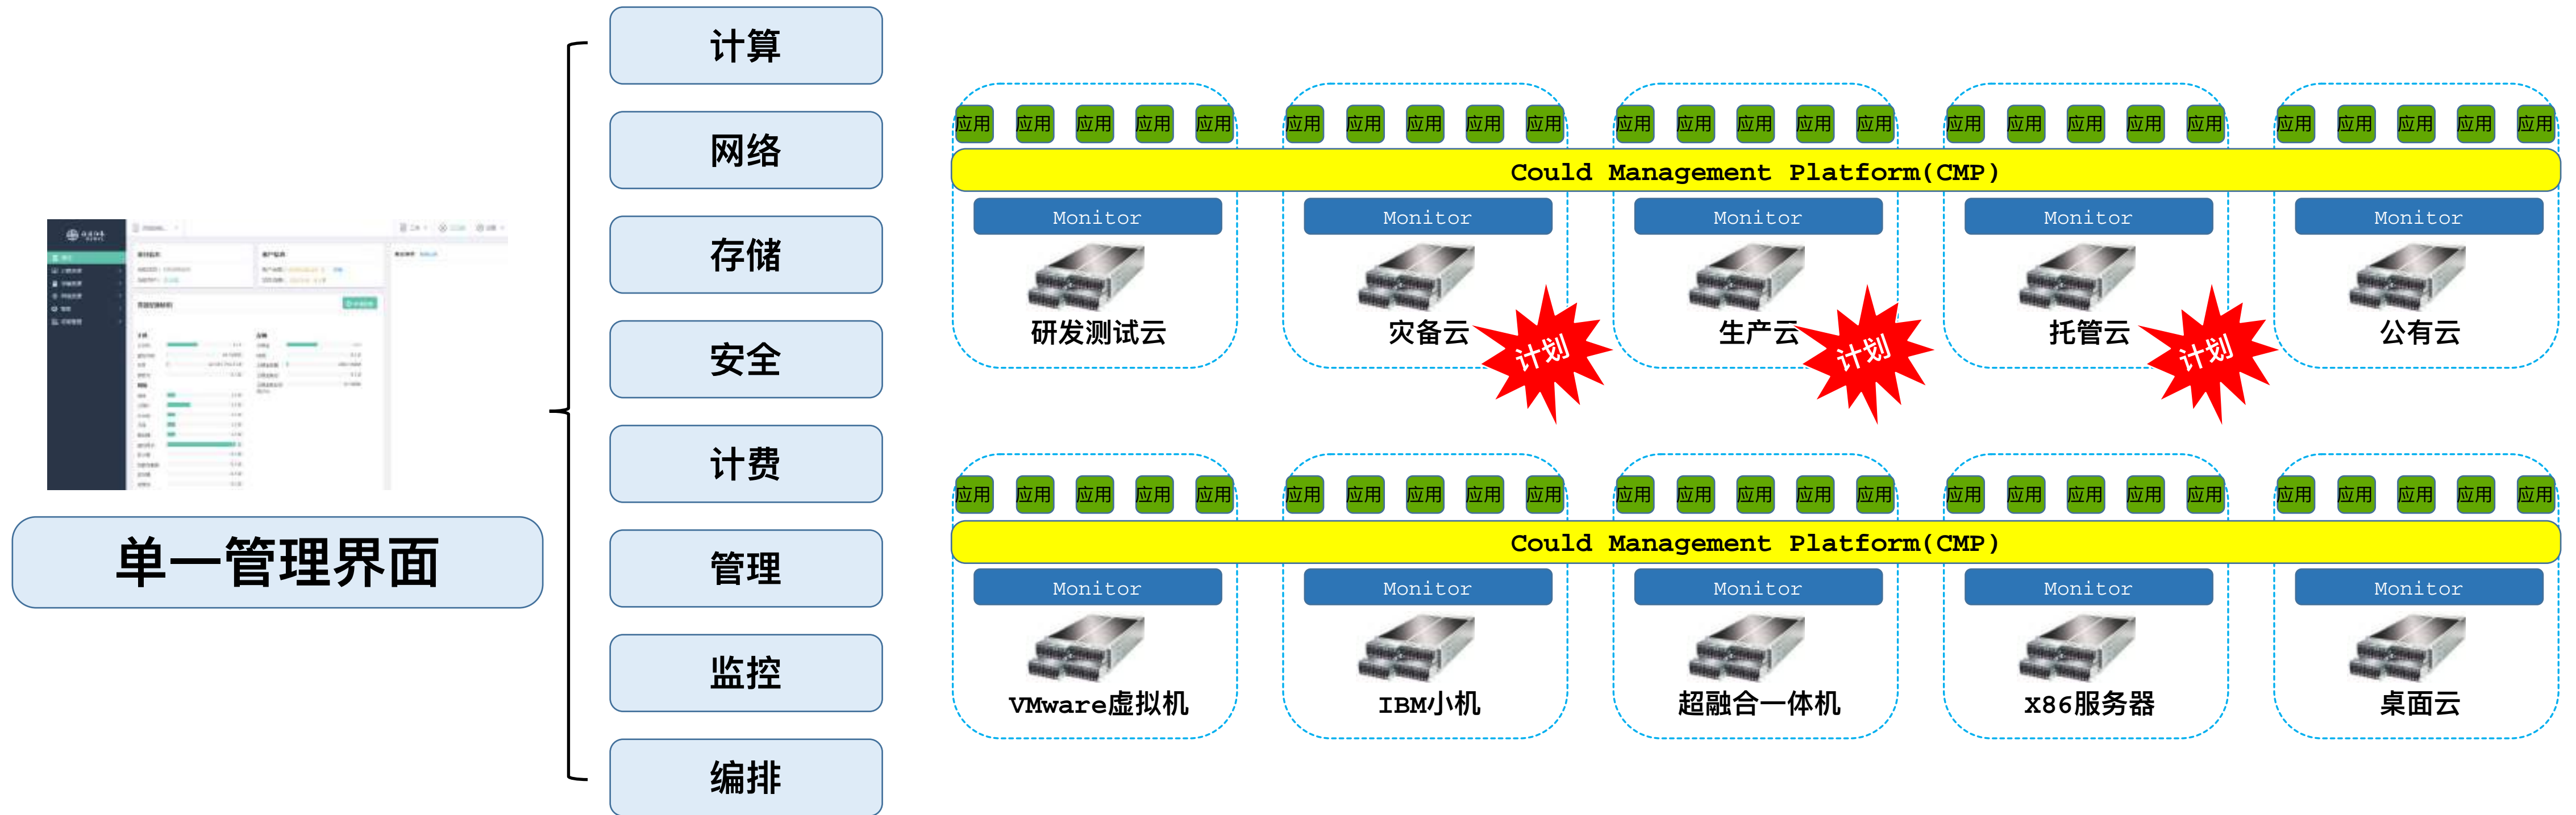 单一管理界面
计算
网络
存储
安全
计费
管理
监控
编排
应用 应用 应用 应用 应用 应用 应用 应用 应用 应用 应用 应用 应用 应用 应用 应用 应用 应用 应用 应用 应用 应用 应用 应用 应用
Could Management Platform(CMP)
Monitor Monitor Monitor Monitor Monitor
研发测试云 灾备云 生产云 托管云 公有云
计划 计划 计划
应用 应用 应用 应用 应用 应用 应用 应用 应用 应用 应用 应用 应用 应用 应用 应用 应用 应用 应用 应用 应用 应用 应用 应用 应用
Could Management Platform(CMP)
Monitor Monitor Monitor Monitor Monitor
VMware虚拟机 IBM小机 超融合一体机 X86服务器 桌面云